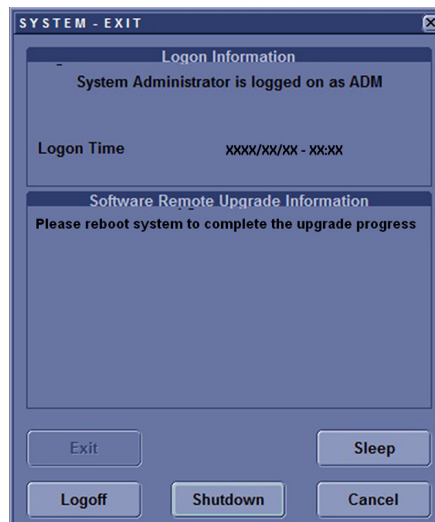 SYSTEM - EXIT
Logon Information
System Administrator is logged on as ADM
Logon Time XXXX/XX/XX - XX:XX
Software Remote Upgrade Information
Please reboot system to complete the upgrade progress
Exit Sleep
Logoff Shutdown Cancel